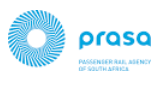 prasa
PASSENGER RAIL AGENCY
OF SOUTH AFRICA